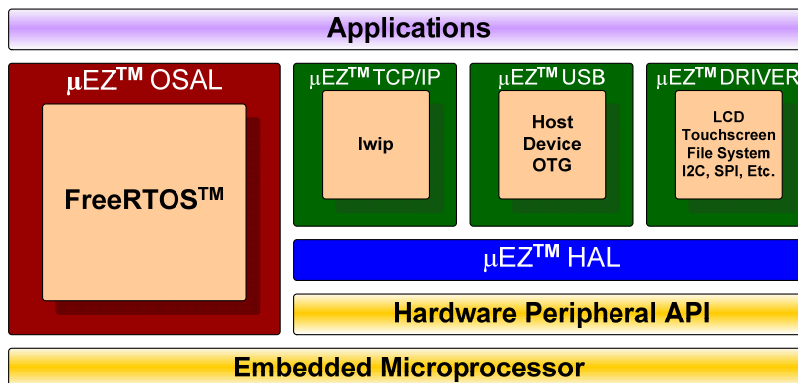 Applications
µEZ™ OSAL
FreeRTOS™
µEZ™ TCP/IP
lwip
µEZ™ USB
Host
Device
OTG
µEZ™ DRIVER
LCD
Touchscreen
File System
I2C, SPI, Etc.
µEZ™ HAL
Hardware Peripheral API
Embedded Microprocessor